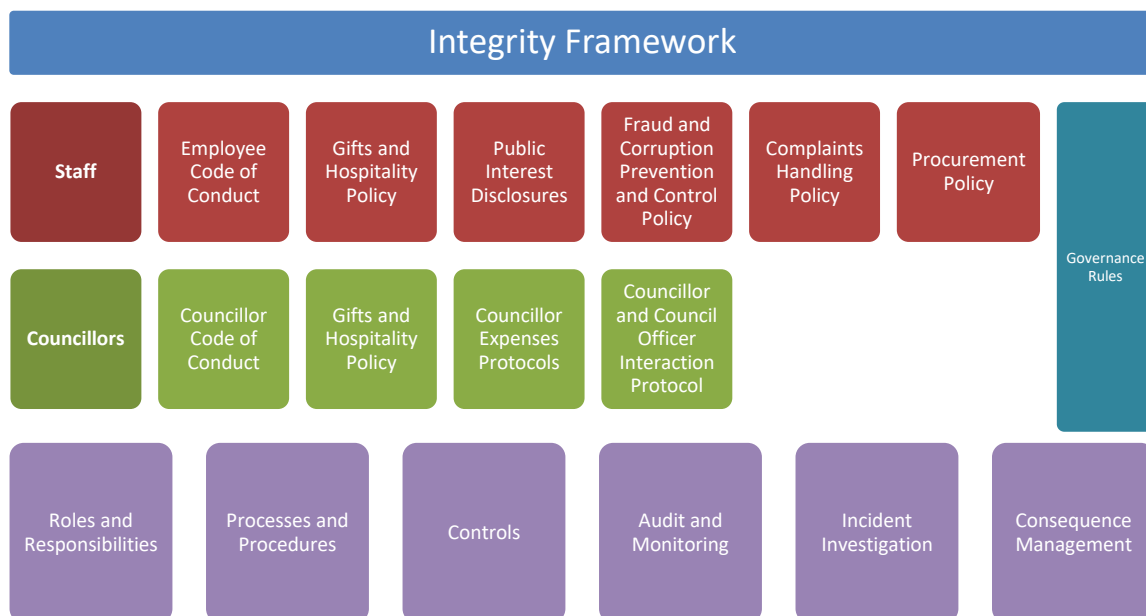 Integrity Framework
Staff
Employee
Code of
Conduct
Gifts and
Hospitality
Policy
Public
Interest
Disclosures
Fraud and
Corruption
Prevention
and Control
Policy
Complaints
Handling
Policy
Procurement
Policy
Governance
Rules
Councillors
Councillor
Code of
Conduct
Gifts and
Hospitality
Policy
Councillor
Expenses
Protocols
Councillor
and Council
Officer
Interaction
Protocol
Roles and
Responsibilities
Processes and
Procedures
Controls
Audit and
Monitoring
Incident
Investigation
Consequence
Management